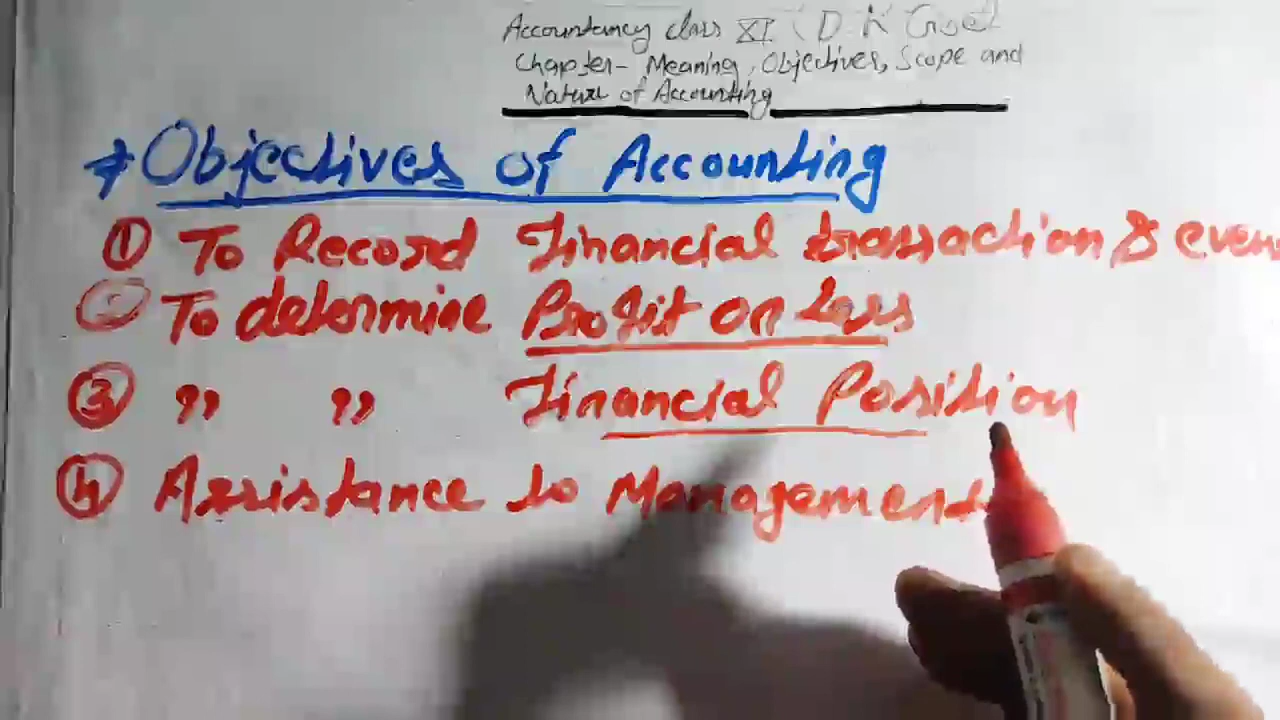 Accountancy class XI ( D K Goel
Chapter- Meaning, Objectives, Scope and
Nature of Accounting
* Objectives of Accounting
① To Record Financial transaction & even
② To determine Profit or Loss
③ ,, ,, Financial Position
④ Assistance to Management